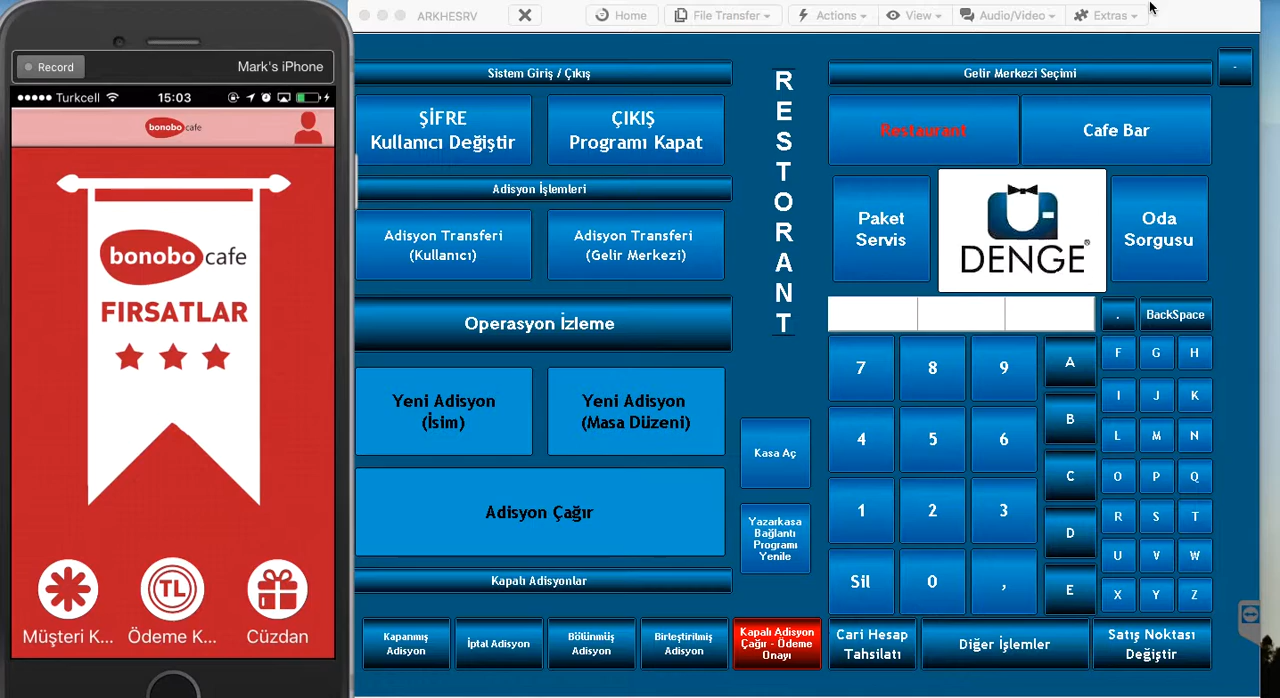 Record
Mark's iPhone
Turkcell
15:03
bonobo cafe
bonobo cafe
FIRSATLAR
TL
Müşteri K...
Ödeme K...
Cüzdan
ARKHESRV
Home
File Transfer
Actions
View
Audio/Video
Extras
Sistem Giriş / Çıkış
ŞİFRE
Kullanıcı Değiştir
ÇIKIŞ
Programı Kapat
Adisyon İşlemleri
Adisyon Transferi
(Kullanıcı)
Adisyon Transferi
(Gelir Merkezi)
Operasyon İzleme
Yeni Adisyon
(İsim)
Yeni Adisyon
(Masa Düzeni)
Adisyon Çağır
Kapalı Adisyonlar
Kapanmış
Adisyon
İptal Adisyon
Bölünmüş
Adisyon
Birleştirilmiş
Adisyon
Kapalı Adisyon
Çağır - Ödeme
Onayı
R
E
S
T
O
R
A
N
T
Kasa Aç
Yazarkasa
Bağlantı
Programı
Yenile
Gelir Merkezi Seçimi
-
Restaurant
Cafe Bar
Paket
Servis
DENGE®
Oda
Sorgusu
. BackSpace
7 8 9
4 5 6
1 2 3
Sil 0 ,
A
B
C
D
E
F G H
I J K
L M N
O P Q
R S T
U V W
X Y Z
Cari Hesap
Tahsilatı
Diğer İşlemler
Satış Noktası
Değiştir